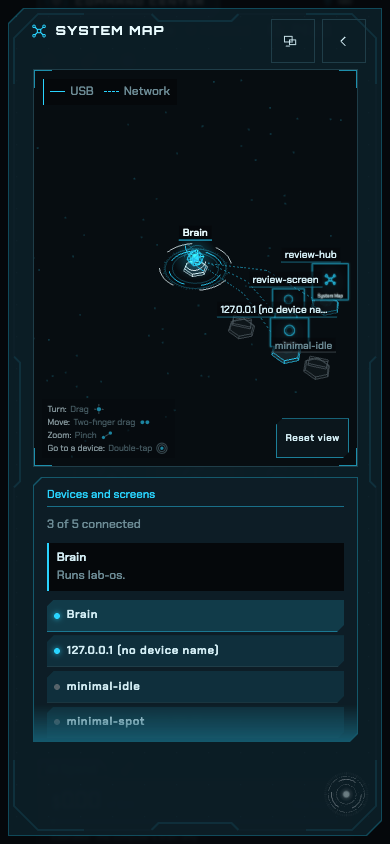 SYSTEM MAP
USB Network
Brain
review-hub
review-screen
System Map
127.0.0.1 (no device na...
minimal-idle
Turn: Drag
Move: Two-finger drag
Zoom: Pinch
Go to a device: Double-tap
Reset view
Devices and screens
3 of 5 connected
Brain
Runs lab-os.
Brain
127.0.0.1 (no device name)
minimal-idle
minimal-spot